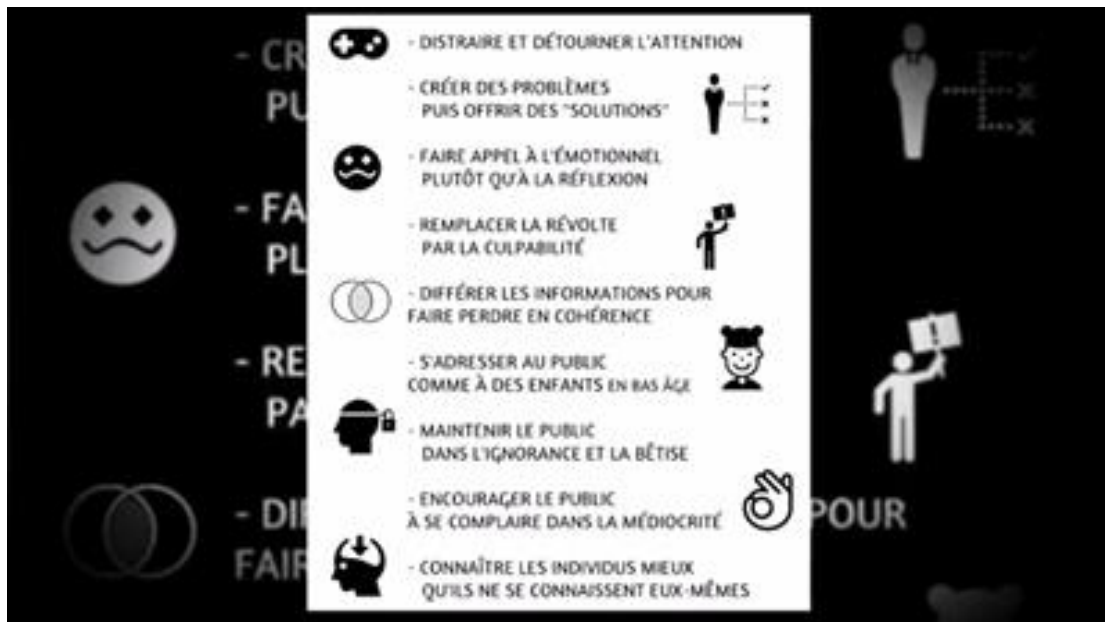 - DISTRAIRE ET DÉTOURNER L'ATTENTION
- CRÉER DES PROBLÈMES
PUIS OFFRIR DES "SOLUTIONS"
- FAIRE APPEL À L'ÉMOTIONNEL
PLUTÔT QU'À LA RÉFLEXION
- REMPLACER LA RÉVOLTE
PAR LA CULPABILITÉ
- DIFFÉRER LES INFORMATIONS POUR
FAIRE PERDRE EN COHÉRENCE
- S'ADRESSER AU PUBLIC
COMME À DES ENFANTS EN BAS ÂGE
- MAINTENIR LE PUBLIC
DANS L'IGNORANCE ET LA BÊTISE
- ENCOURAGER LE PUBLIC
À SE COMPLAIRE DANS LA MÉDIOCRITÉ
- CONNAÎTRE LES INDIVIDUS MIEUX
QU'ILS NE SE CONNAISSENT EUX-MÊMES
- CR
PU
- FA
PL
- RE
PA
- DI
POUR
FAIR